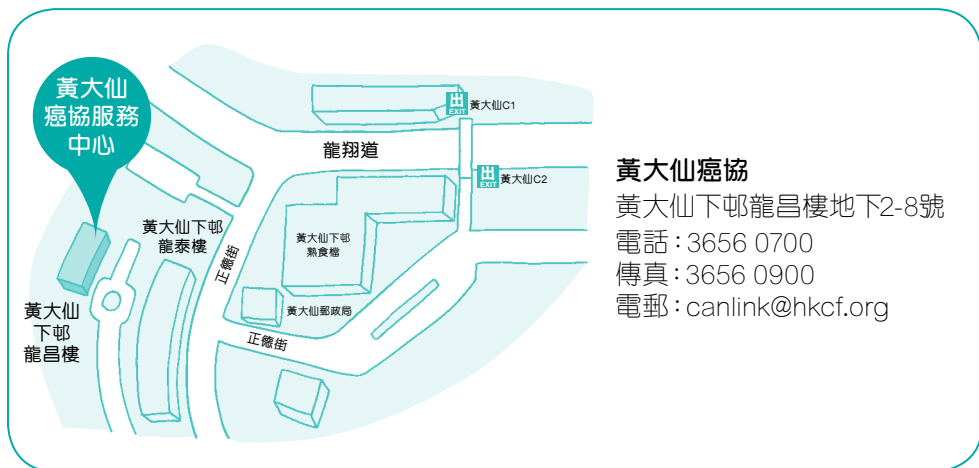 黃大仙
癌協服務
中心
出
EXIT
黃大仙C1
龍翔道
出
EXIT
黃大仙C2
黃大仙下邨
龍泰樓
正德街
黃大仙下邨
熟食檔
黃大仙郵政局
正德街
黃大仙
下邨
龍昌樓
黃大仙癌協
黃大仙下邨龍昌樓地下2-8號
電話：3656 0700
傳真：3656 0900
電郵：canlink@hkcf.org